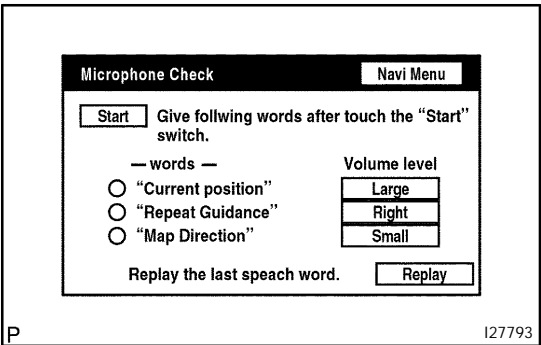 Microphone Check Navi Menu
Start Give follwing words after touch the “Start”
switch.
— words — Volume level
“Current position” Large
“Repeat Guidance” Right
“Map Direction” Small
Replay the last speach word. Replay
P I27793